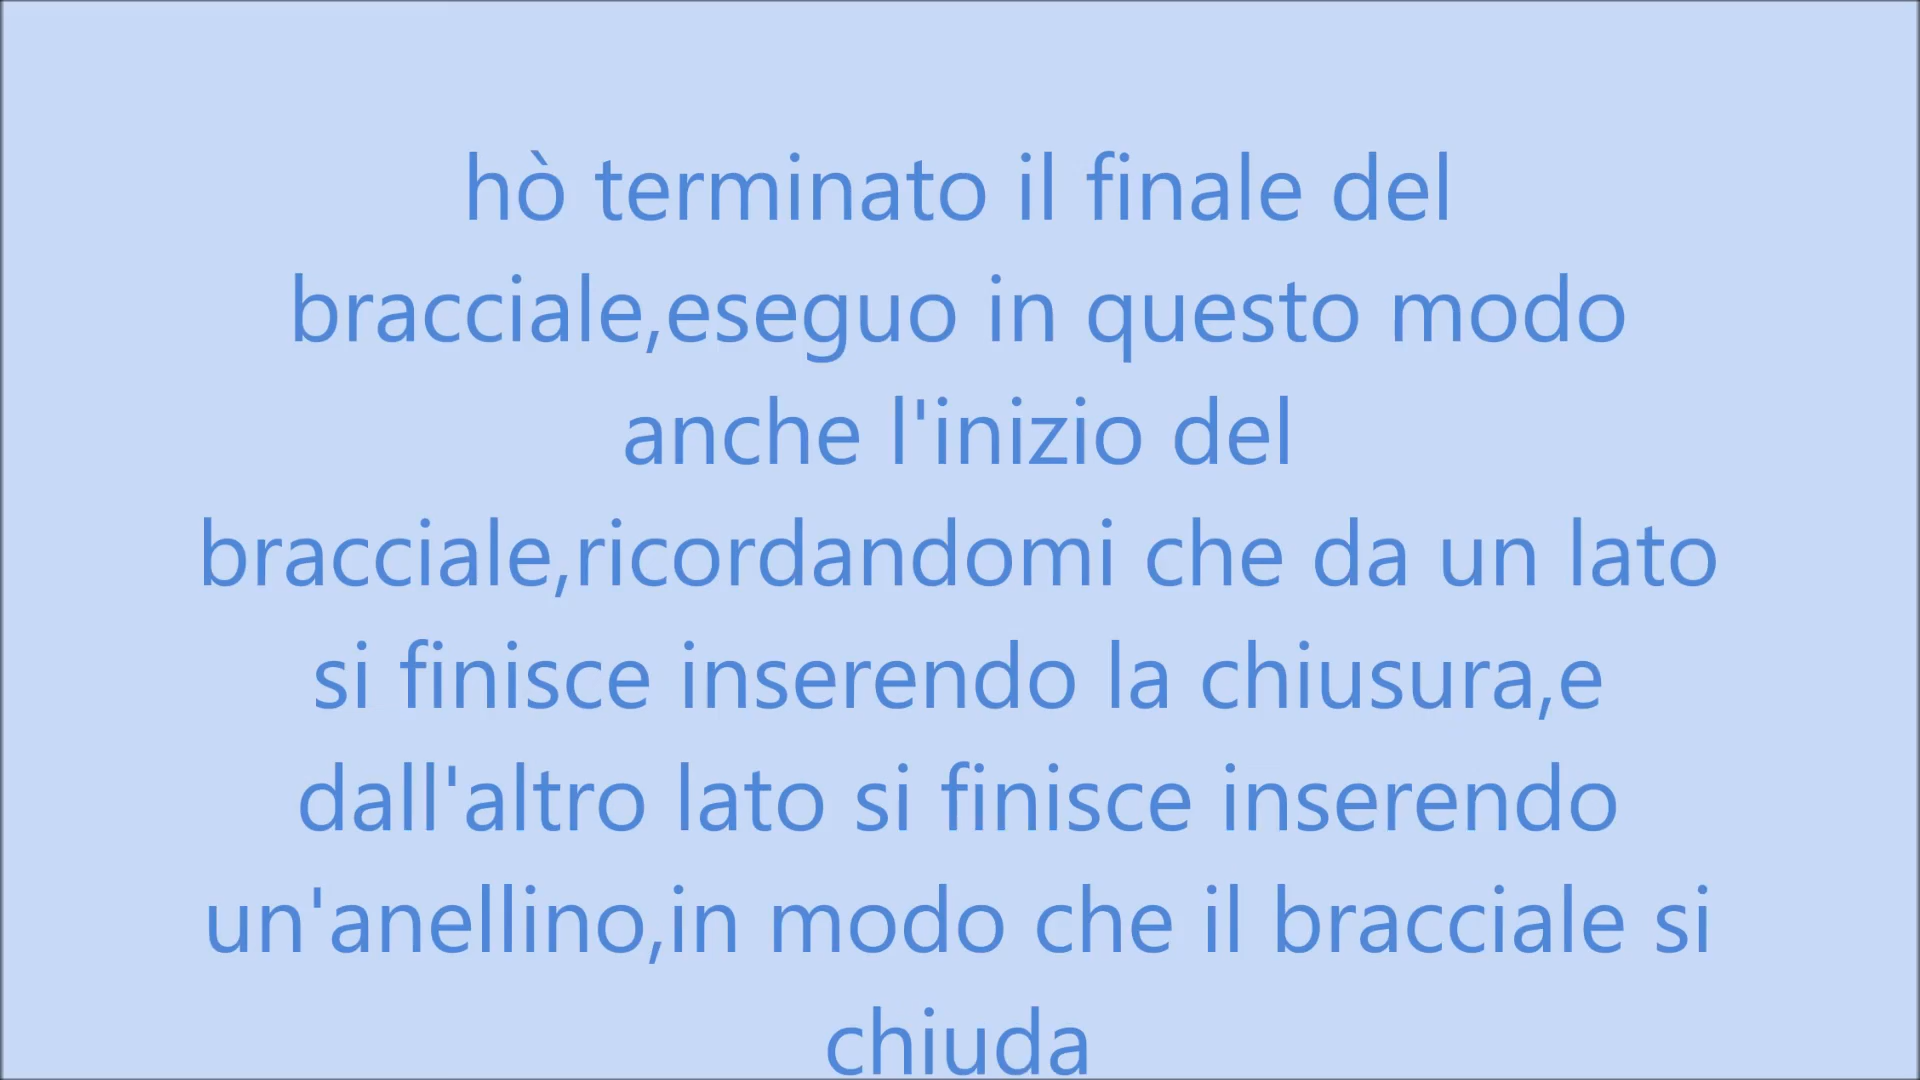 hò terminato il finale del
bracciale,eseguo in questo modo
anche l'inizio del
bracciale,ricordandomi che da un lato
si finisce inserendo la chiusura,e
dall'altro lato si finisce inserendo
un'anellino,in modo che il bracciale si
chiuda